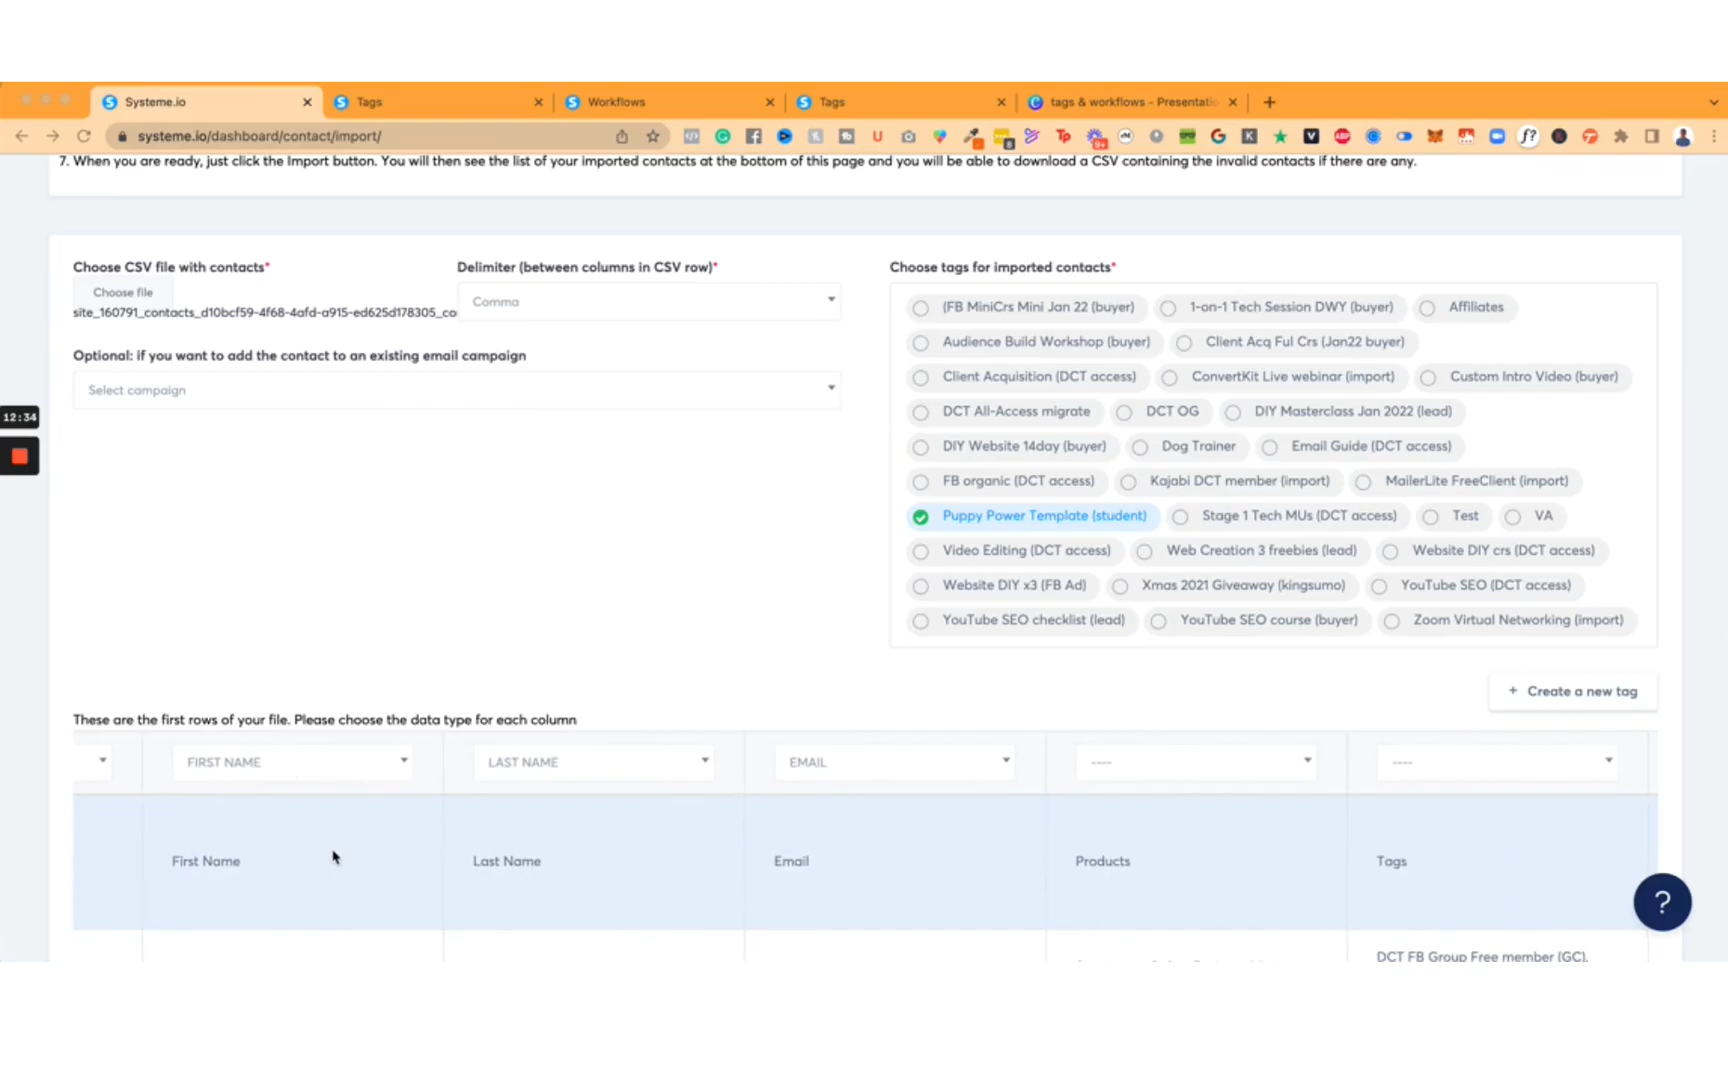 Systeme.io
Tags
Workflows
Tags
tags & workflows - Presentatio
systeme.io/dashboard/contact/import/
7. When you are ready, just click the Import button. You will then see the list of your imported contacts at the bottom of this page and you will be able to download a CSV containing the invalid contacts if there are any.
Choose CSV file with contacts*
Delimiter (between columns in CSV row)*
Choose tags for imported contacts*
Choose file
site_160791_contacts_d10bcf59-4f68-4afd-a915-ed625d178305_co
Comma
Optional: if you want to add the contact to an existing email campaign
Select campaign
(FB MiniCrs Mini Jan 22 (buyer)
1-on-1 Tech Session DWY (buyer)
Affiliates
Audience Build Workshop (buyer)
Client Acq Ful Crs (Jan22 buyer)
Client Acquisition (DCT access)
ConvertKit Live webinar (import)
Custom Intro Video (buyer)
DCT All-Access migrate
DCT OG
DIY Masterclass Jan 2022 (lead)
DIY Website 14day (buyer)
Dog Trainer
Email Guide (DCT access)
FB organic (DCT access)
Kajabi DCT member (import)
MailerLite FreeClient (import)
Puppy Power Template (student)
Stage 1 Tech MUs (DCT access)
Test
VA
Video Editing (DCT access)
Web Creation 3 freebies (lead)
Website DIY crs (DCT access)
Website DIY x3 (FB Ad)
Xmas 2021 Giveaway (kingsumo)
YouTube SEO (DCT access)
YouTube SEO checklist (lead)
YouTube SEO course (buyer)
Zoom Virtual Networking (import)
12:34
+ Create a new tag
These are the first rows of your file. Please choose the data type for each column
FIRST NAME
LAST NAME
EMAIL
----
----
First Name
Last Name
Email
Products
Tags
?
DCT FB Group Free member (GC),